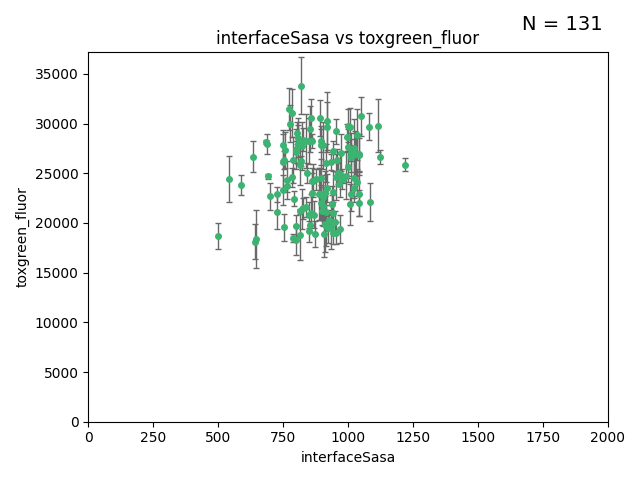 N = 131
interfaceSasa vs toxgreen_fluor
toxgreen_fluor
35000
30000
25000
20000
15000
10000
5000
0
0 250 500 750 1000 1250 1500 1750 2000
interfaceSasa